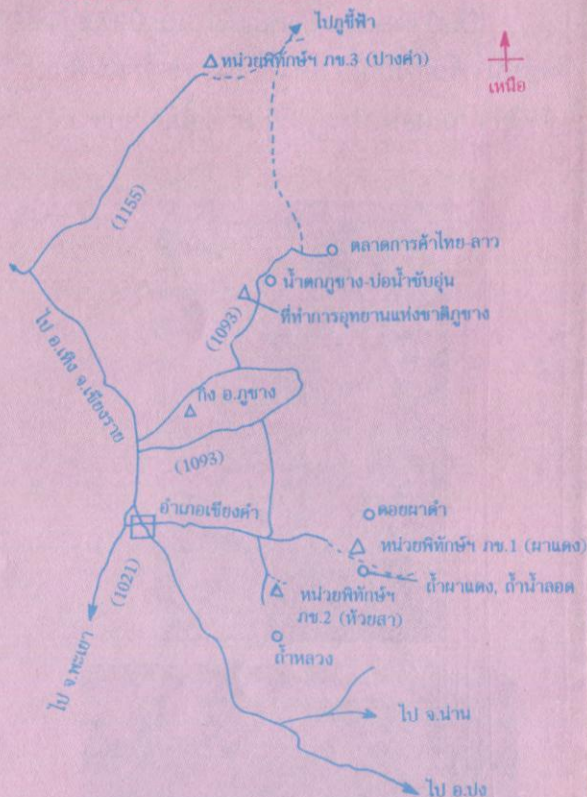 ไปภูชี้ฟ้า
หน่วยพิทักษ์ฯ ภข.3 (ปางค่า)
เหนือ
(1155)
ตลาดการค้าไทย-ลาว
น้ำตกภูซาง-บ่อน้ำซับอุ่น
ที่ทำการอุทยานแห่งชาติภูซาง
(1093)
ไป อ.เทิง จ.เชียงราย
กิ่ง อ.ภูซาง
(1093)
อำเภอเชียงคำ
ดอยผาดำ
หน่วยพิทักษ์ฯ ภข.1 (ผาแดง)
ถ้ำผาแดง, ถ้ำน้ำลอด
(1021)
หน่วยพิทักษ์ฯ
ภข.2 (ห้วยสา)
ถ้ำหลวง
ไป จ.พะเยา
ไป จ.น่าน
ไป อ.ปง